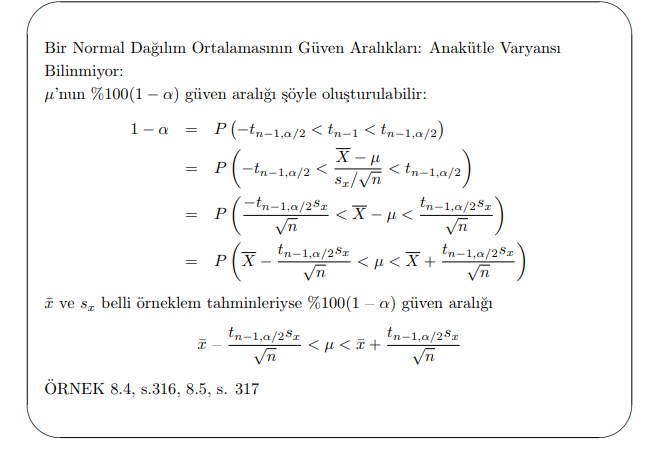 Bir Normal Dağılım Ortalamasının Güven Aralıkları: Anakütle Varyansı
Bilinmiyor:
μ'nun %100(1 − α) güven aralığı şöyle oluşturulabilir:
1 − α = P(−t_{n−1,α/2} < t_{n−1} < t_{n−1,α/2})
= P(−t_{n−1,α/2} < (X̄ − μ)/(s_x/√n) < t_{n−1,α/2})
= P((−t_{n−1,α/2}s_x)/√n < X̄ − μ < (t_{n−1,α/2}s_x)/√n)
= P(X̄ − (t_{n−1,α/2}s_x)/√n < μ < X̄ + (t_{n−1,α/2}s_x)/√n)
x̄ ve s_x belli örneklem tahminleriyse %100(1 − α) güven aralığı
x̄ − (t_{n−1,α/2}s_x)/√n < μ < x̄ + (t_{n−1,α/2}s_x)/√n
ÖRNEK 8.4, s.316, 8.5, s. 317